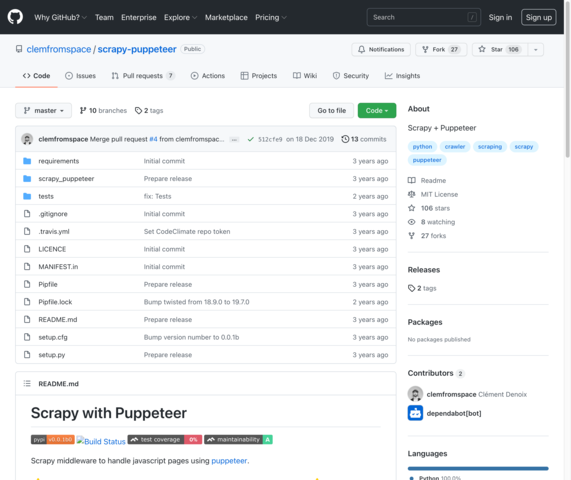 Why GitHub? Team Enterprise Explore Marketplace Pricing Search / Sign in Sign up
clemfromspace / scrapy-puppeteer Public Notifications Fork 27 Star 106
Code Issues Pull requests 7 Actions Projects Wiki Security Insights
master 10 branches 2 tags Go to file Code
clemfromspace Merge pull request #4 from clemfromspac… ... 512cfe9 on 18 Dec 2019 13 commits
requirements Initial commit 3 years ago
scrapy_puppeteer Prepare release 3 years ago
tests fix: Tests 2 years ago
.gitignore Initial commit 3 years ago
.travis.yml Set CodeClimate repo token 3 years ago
LICENCE Initial commit 3 years ago
MANIFEST.in Initial commit 3 years ago
Pipfile Prepare release 3 years ago
Pipfile.lock Bump twisted from 18.9.0 to 19.7.0 2 years ago
README.md Prepare release 3 years ago
setup.cfg Bump version number to 0.0.1b 3 years ago
setup.py Prepare release 3 years ago
README.md
Scrapy with Puppeteer
pypi v0.0.1b0 Build Status test coverage 0% maintainability A
Scrapy middleware to handle javascript pages using puppeteer.
About
Scrapy + Puppeteer
python crawler scraping scrapy
puppeteer
Readme
MIT License
106 stars
8 watching
27 forks
Releases
2 tags
Packages
No packages published
Contributors 2
clemfromspace Clément Denoix
dependabot[bot]
Languages
Python 100.0%